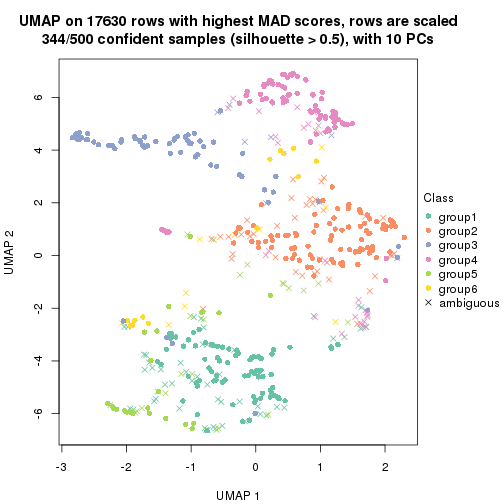 UMAP on 17630 rows with highest MAD scores, rows are scaled
344/500 confident samples (silhouette > 0.5), with 10 PCs
6
4
2
0
-2
-4
-6
UMAP 2
-3
-2
-1
0
1
2
UMAP 1
Class
group1
group2
group3
group4
group5
group6
ambiguous